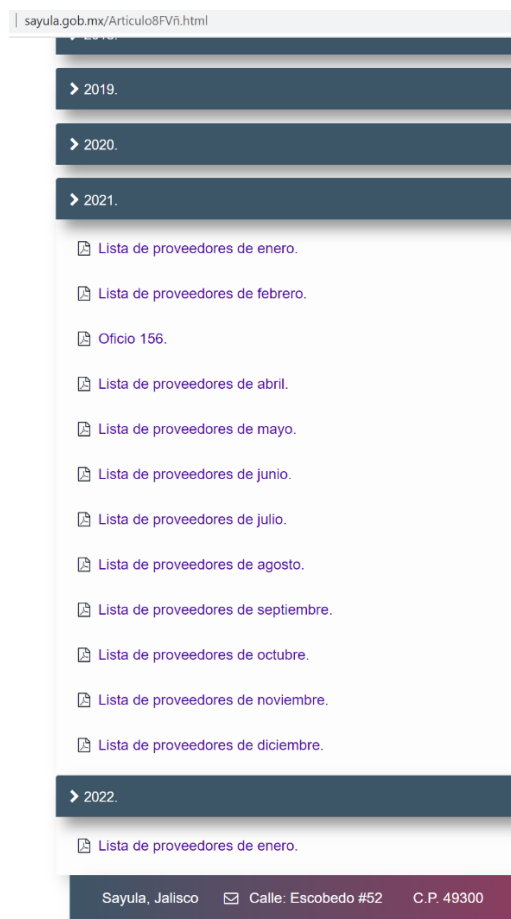 sayula.gob.mx/Articulo8FVñ.html
2019.
2020.
2021.
Lista de proveedores de enero.
Lista de proveedores de febrero.
Oficio 156.
Lista de proveedores de abril.
Lista de proveedores de mayo.
Lista de proveedores de junio.
Lista de proveedores de julio.
Lista de proveedores de agosto.
Lista de proveedores de septiembre.
Lista de proveedores de octubre.
Lista de proveedores de noviembre.
Lista de proveedores de diciembre.
2022.
Lista de proveedores de enero.
Sayula, Jalisco Calle: Escobedo #52 C.P. 49300